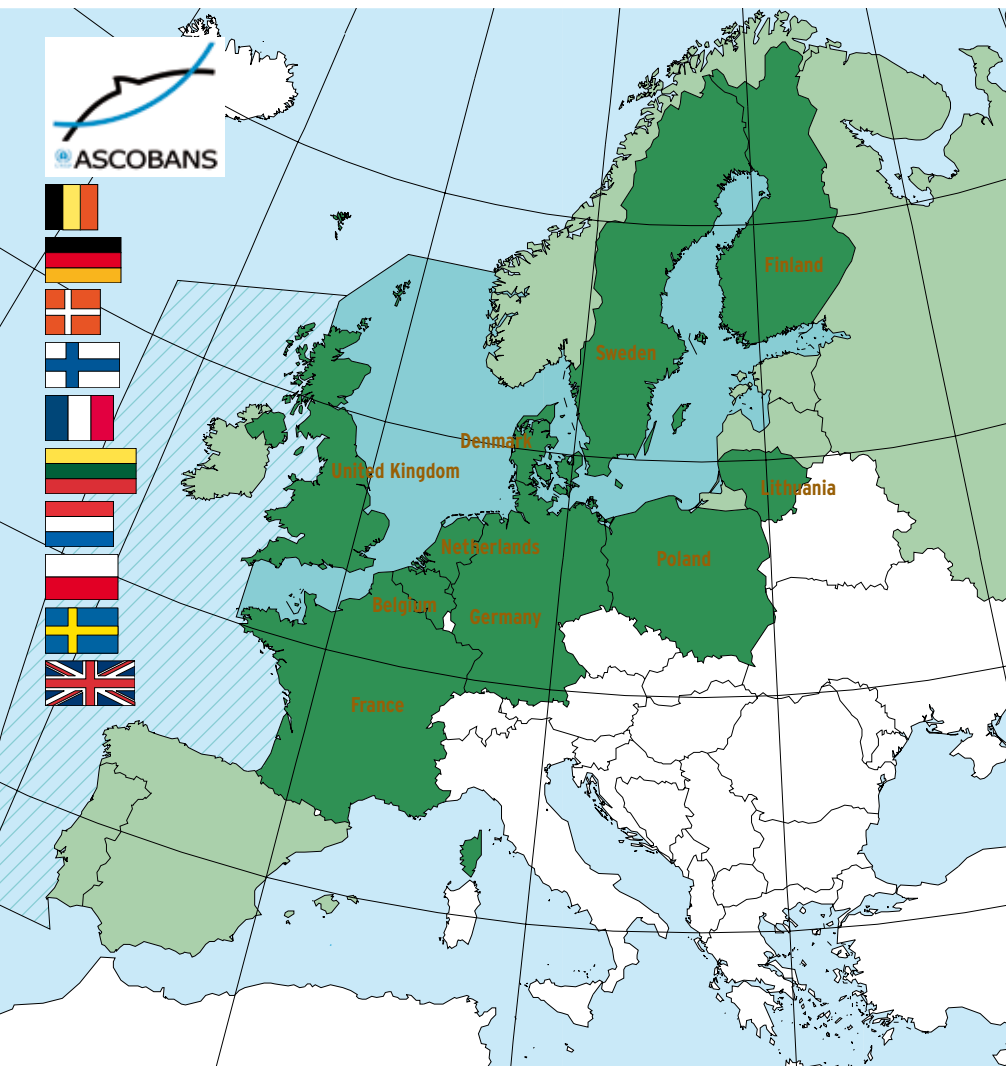 ASCOBANS
Finland
Sweden
Denmark
United Kingdom
Lithuania
Netherlands
Poland
Belgium
Germany
France